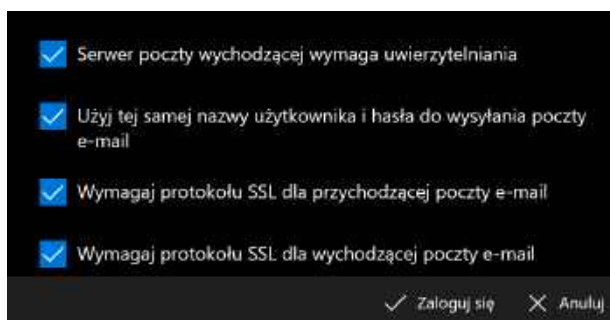 Serwer poczty wychodzącej wymaga uwierzytelniania
Użyj tej samej nazwy użytkownika i hasła do wysyłania poczty
e-mail
Wymagaj protokołu SSL dla przychodzącej poczty e-mail
Wymagaj protokołu SSL dla wychodzącej poczty e-mail
Zaloguj się Anuluj